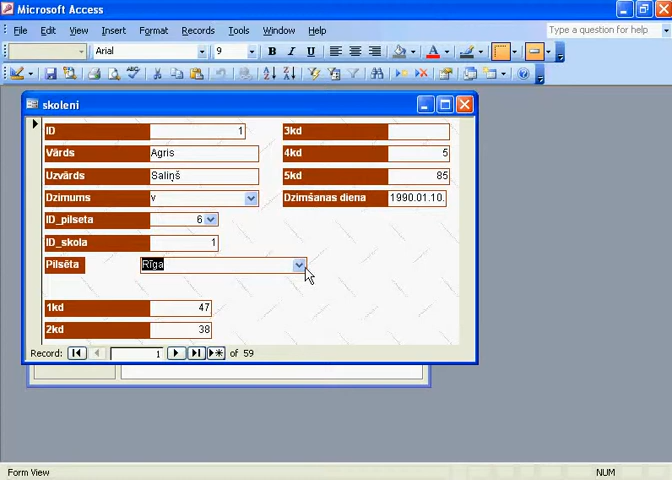 Microsoft Access
File Edit View Insert Format Records Tools Window Help Type a question for help
Arial 9 B I U A
skoleni
ID 1
Vārds Agris
Uzvārds Saliņš
Dzimums v
ID_pilseta 6
ID_skola 1
Pilsēta Rīga
1kd 47
2kd 38
3kd
4kd 5
5kd 85
Dzimšanas diena 1990.01.10.
Record: 1 of 59
Form View NUM